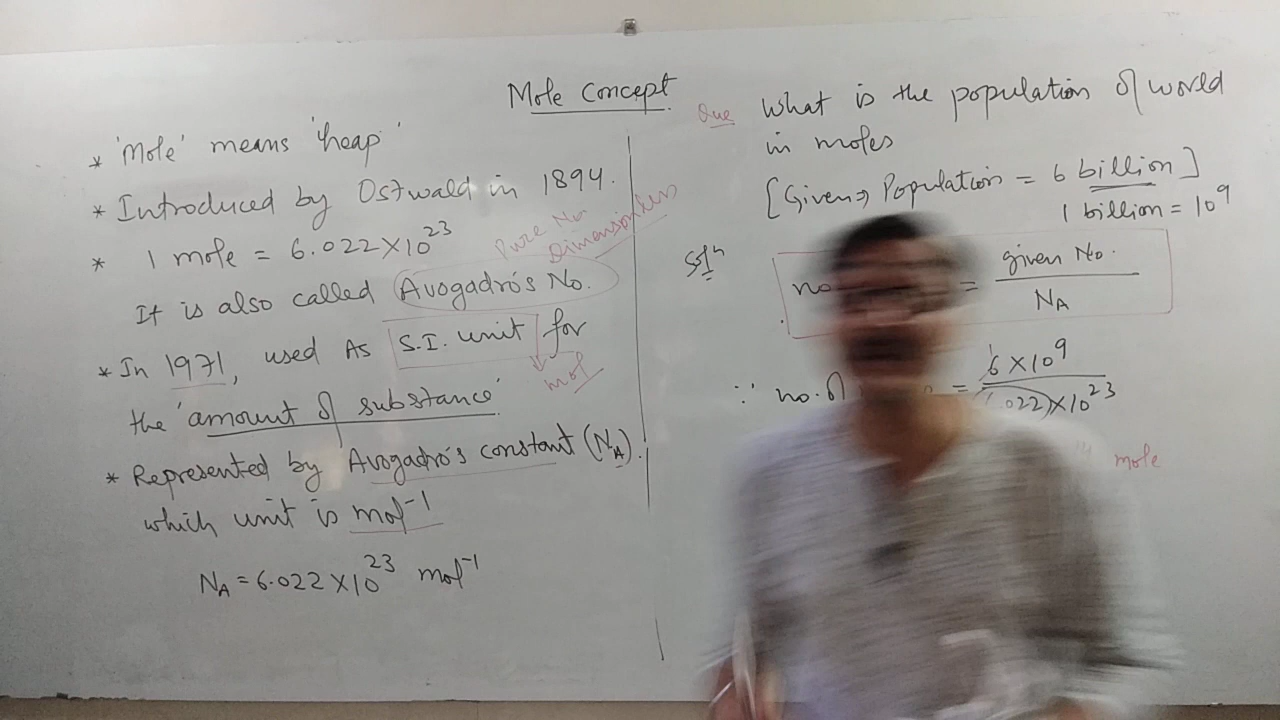 Mole Concept
* 'Mole' means 'heap'
* Introduced by Ostwald in 1894.
* 1 mole = 6.022×10²³
Pure No.
Dimensionless
It is also called Avogadro's No.
* In 1971, used As S.I. unit for
mol
the 'amount of substance'
* Represented by Avogadro's constant (N_A).
which unit is mol⁻¹
N_A = 6.022×10²³ mol⁻¹
Que What is the population of world
in moles
[Given ⇒ Population = 6 billion]
1 billion = 10⁹
Solⁿ
no = given No. / N_A
∵ no. of = 6×10⁹ / .022)×10²³
mole